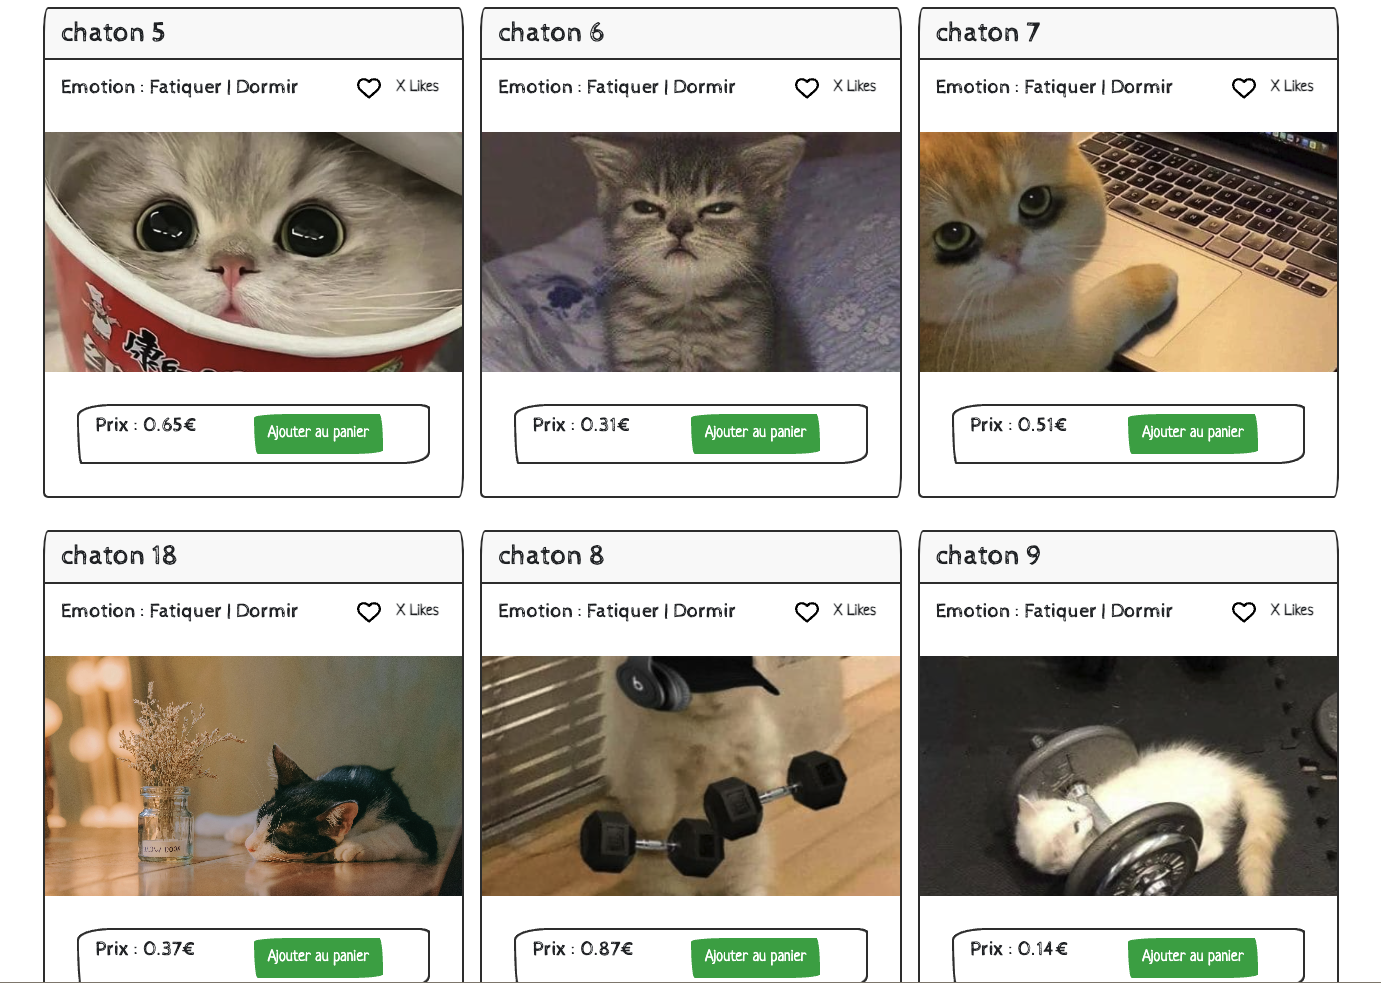 chaton 5
Emotion : Fatiquer | Dormir
X Likes
康
Prix : 0.65€
Ajouter au panier
chaton 6
Emotion : Fatiquer | Dormir
X Likes
Prix : 0.31€
Ajouter au panier
chaton 7
Emotion : Fatiquer | Dormir
X Likes
Prix : 0.51€
Ajouter au panier
chaton 18
Emotion : Fatiquer | Dormir
X Likes
Prix : 0.37€
Ajouter au panier
chaton 8
Emotion : Fatiquer | Dormir
X Likes
Prix : 0.87€
Ajouter au panier
chaton 9
Emotion : Fatiquer | Dormir
X Likes
Prix : 0.14€
Ajouter au panier